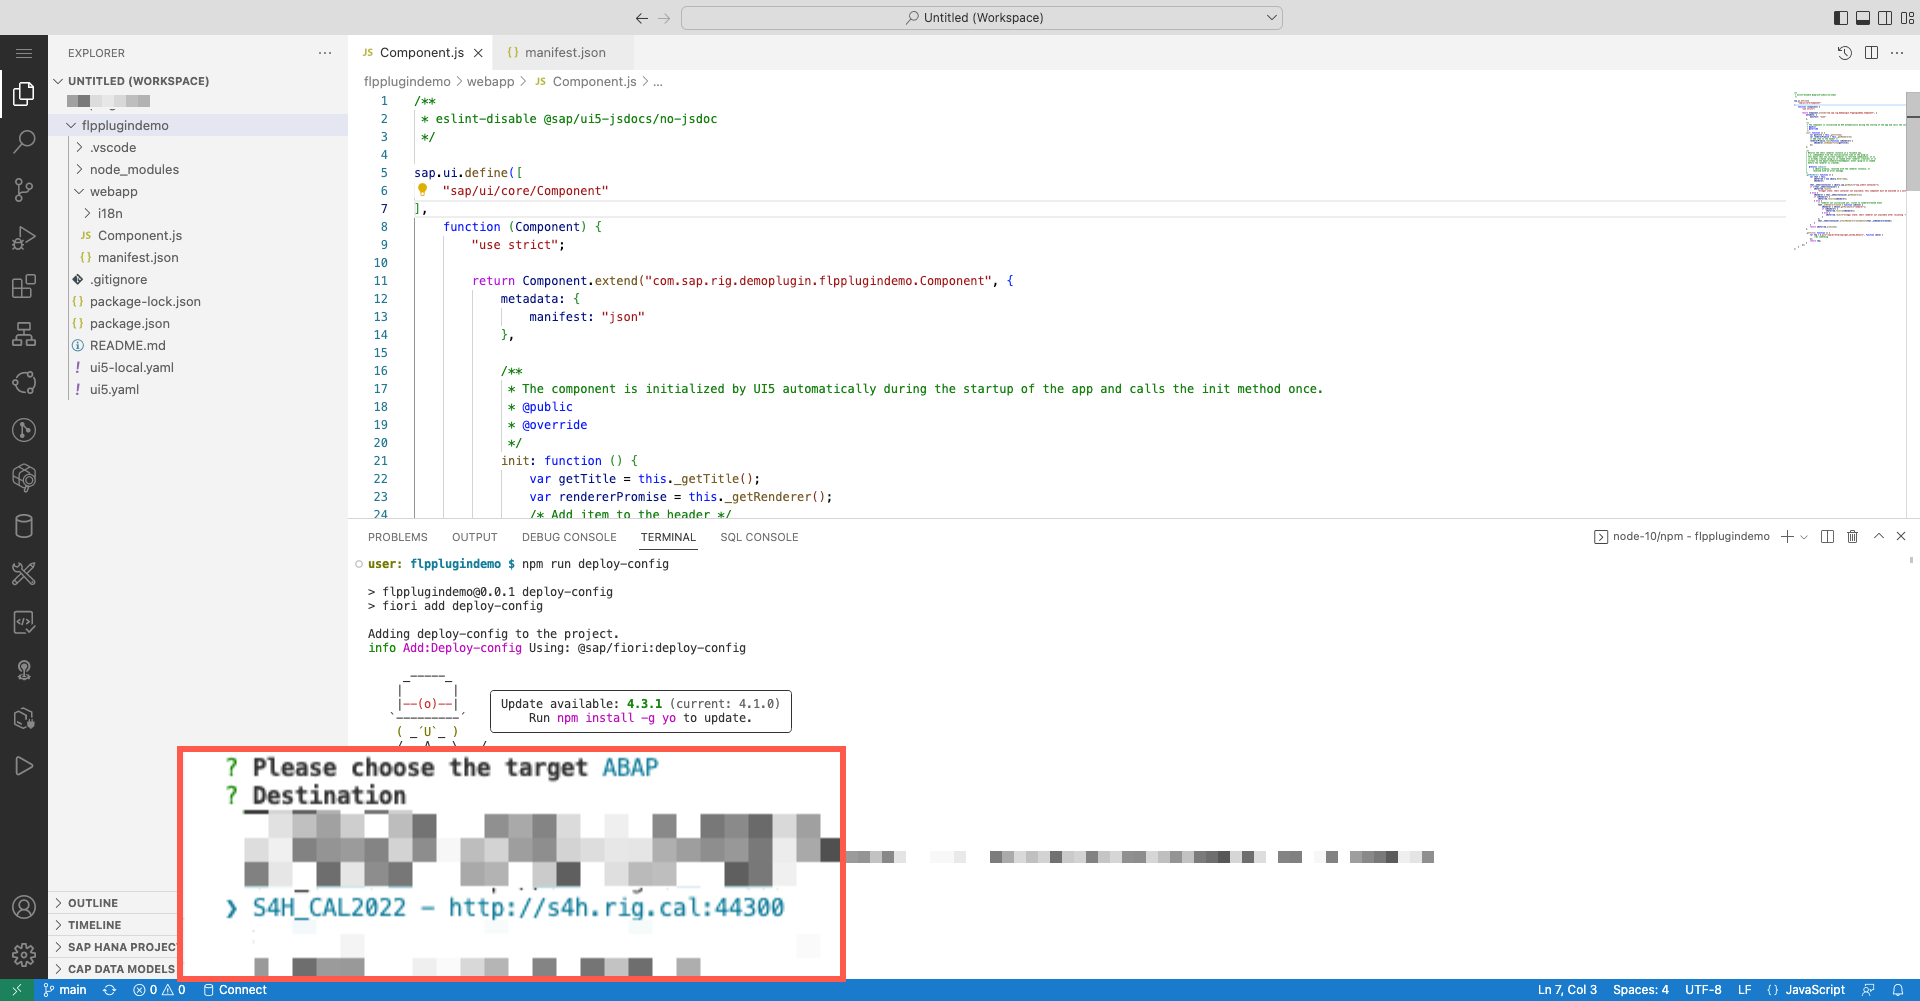 Untitled (Workspace)
EXPLORER
UNTITLED (WORKSPACE)
flpplugindemo
.vscode
node_modules
webapp
i18n
JS Component.js
{} manifest.json
.gitignore
{} package-lock.json
{} package.json
README.md
! ui5-local.yaml
! ui5.yaml
OUTLINE
TIMELINE
SAP HANA PROJEC
CAP DATA MODELS
JS Component.js
{} manifest.json
flpplugindemo > webapp > JS Component.js > ...
1 /**
2 * eslint-disable @sap/ui5-jsdocs/no-jsdoc
3 */
4
5 sap.ui.define([
6 "sap/ui/core/Component"
7 ],
8 function (Component) {
9 "use strict";
10
11 return Component.extend("com.sap.rig.demoplugin.flpplugindemo.Component", {
12 metadata: {
13 manifest: "json"
14 },
15
16 /**
17 * The component is initialized by UI5 automatically during the startup of the app and calls the init method once.
18 * @public
19 * @override
20 */
21 init: function () {
22 var getTitle = this._getTitle();
23 var rendererPromise = this._getRenderer();
24 /* Add item to the header */
PROBLEMS OUTPUT DEBUG CONSOLE TERMINAL SQL CONSOLE
node-10/npm - flpplugindemo
user: flpplugindemo $ npm run deploy-config
> flpplugindemo@0.0.1 deploy-config
> fiori add deploy-config
Adding deploy-config to the project.
info Add:Deploy-config Using: @sap/fiori:deploy-config
Update available: 4.3.1 (current: 4.1.0)
Run npm install -g yo to update.
? Please choose the target ABAP
? Destination
❯ S4H_CAL2022 - http://s4h.rig.cal:44300
main
0
0
Connect
Ln 7, Col 3
Spaces: 4
UTF-8
LF
{} JavaScript